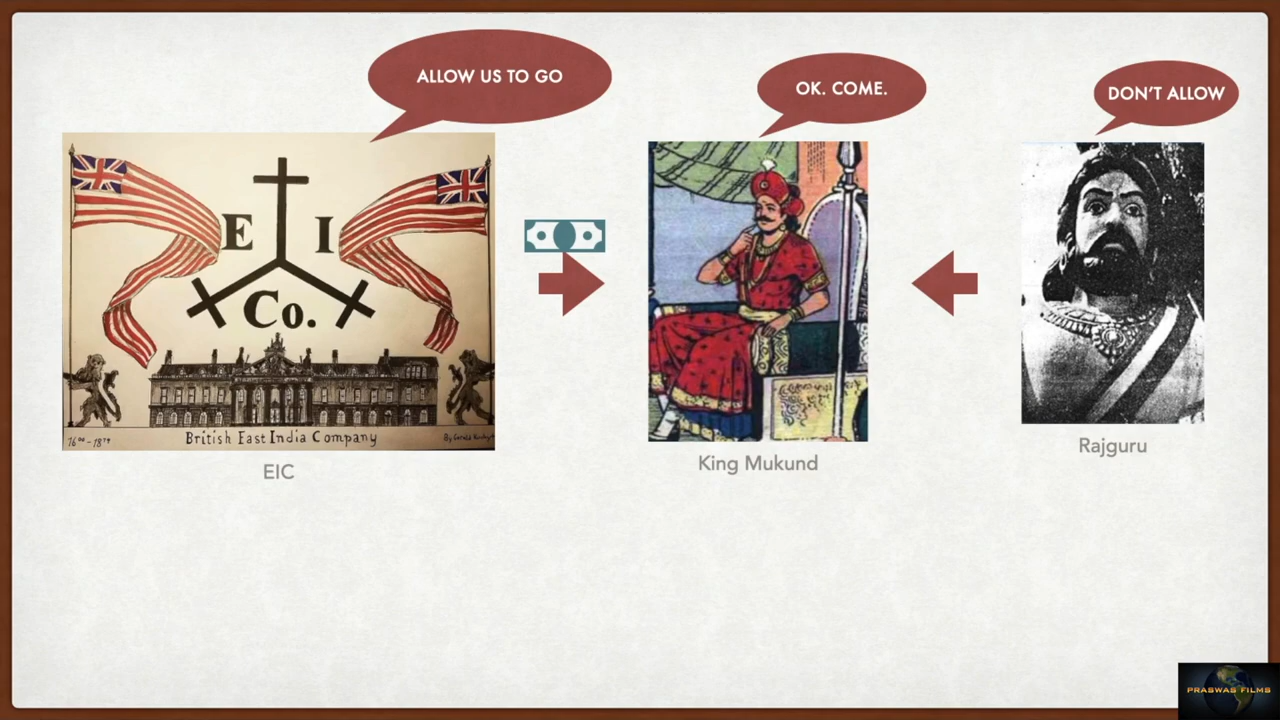 ALLOW US TO GO
OK. COME.
DON'T ALLOW
E I
Co.
British East India Company
EIC
King Mukund
Rajguru
PRASWAS FILMS